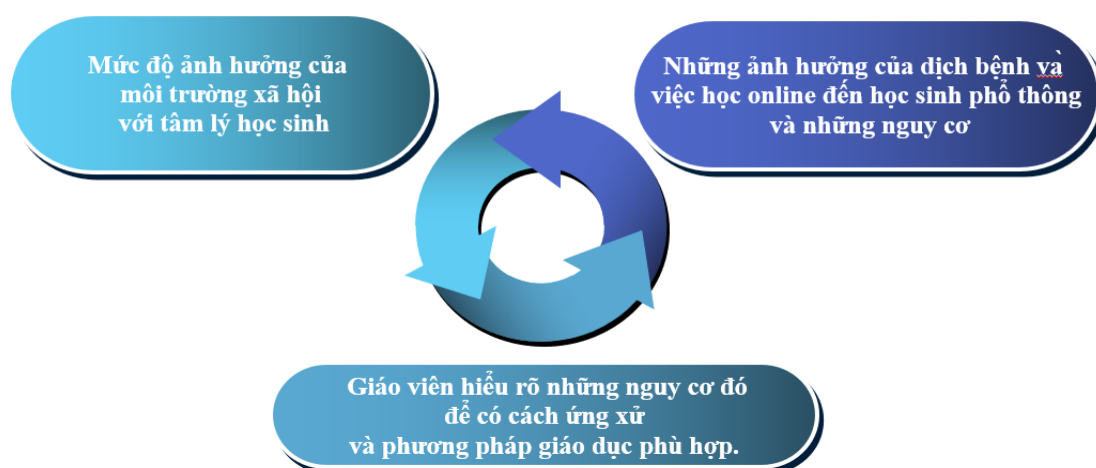 Mức độ ảnh hưởng của
môi trường xã hội
với tâm lý học sinh
Những ảnh hưởng của dịch bệnh và
việc học online đến học sinh phổ thông
và những nguy cơ
Giáo viên hiểu rõ những nguy cơ đó
để có cách ứng xử
và phương pháp giáo dục phù hợp.